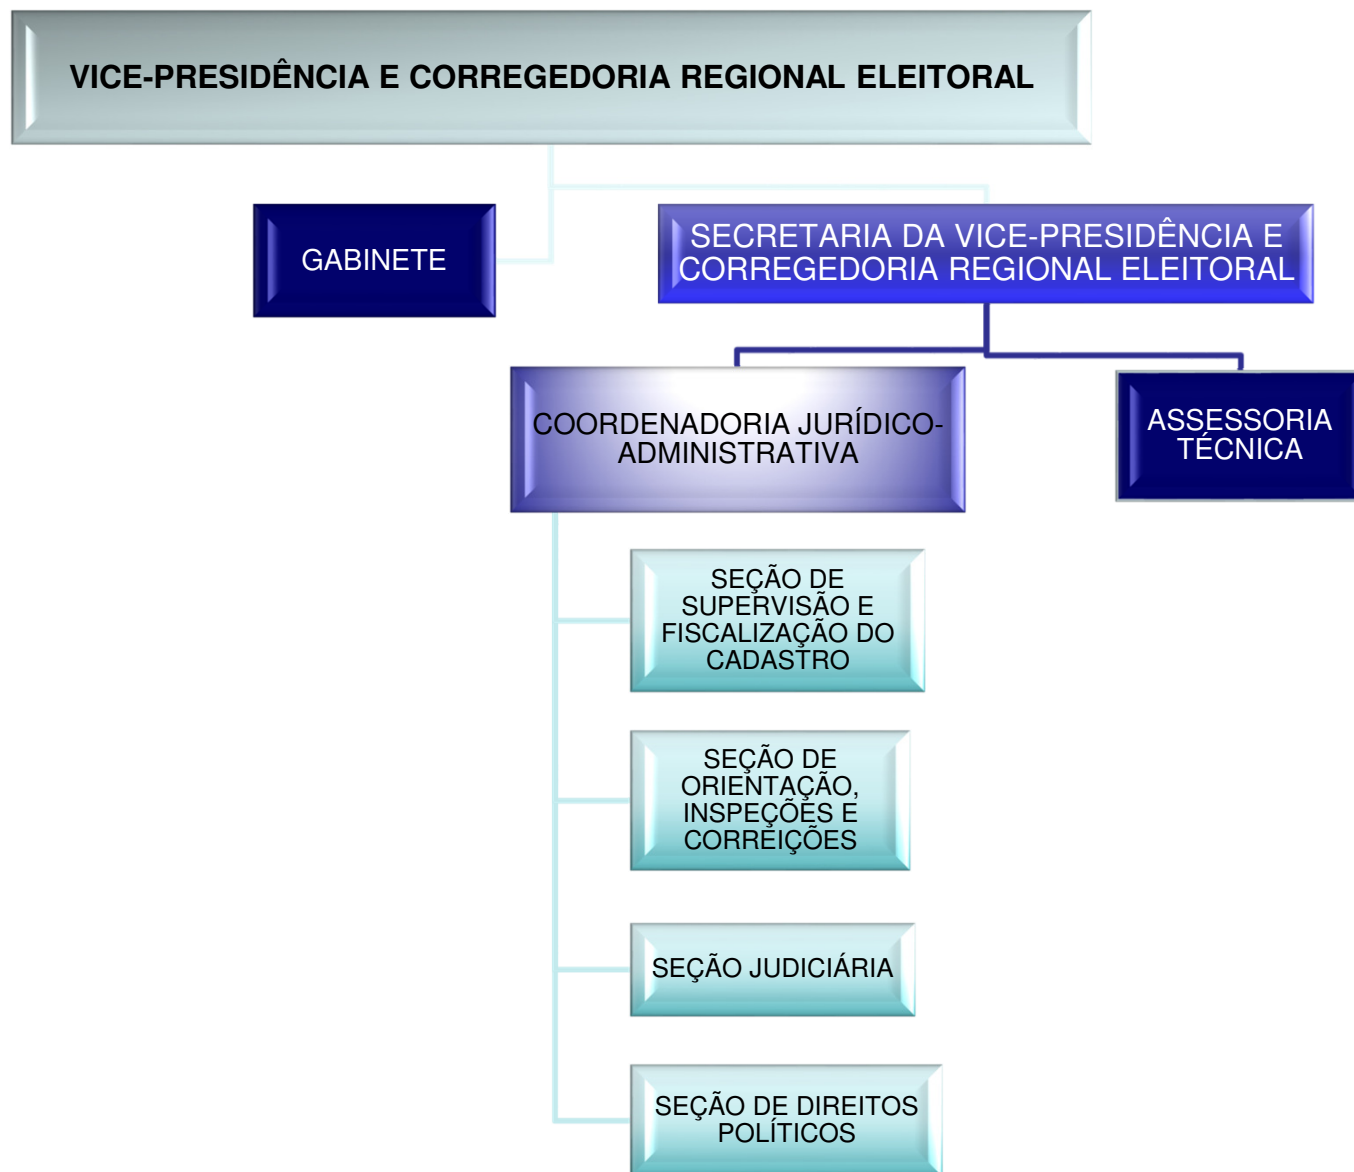 VICE-PRESIDÊNCIA E CORREGEDORIA REGIONAL ELEITORAL
GABINETE
SECRETARIA DA VICE-PRESIDÊNCIA E
CORREGEDORIA REGIONAL ELEITORAL
COORDENADORIA JURÍDICO-
ADMINISTRATIVA
ASSESSORIA
TÉCNICA
SEÇÃO DE
SUPERVISÃO E
FISCALIZAÇÃO DO
CADASTRO
SEÇÃO DE
ORIENTAÇÃO,
INSPEÇÕES E
CORREIÇÕES
SEÇÃO JUDICIÁRIA
SEÇÃO DE DIREITOS
POLÍTICOS